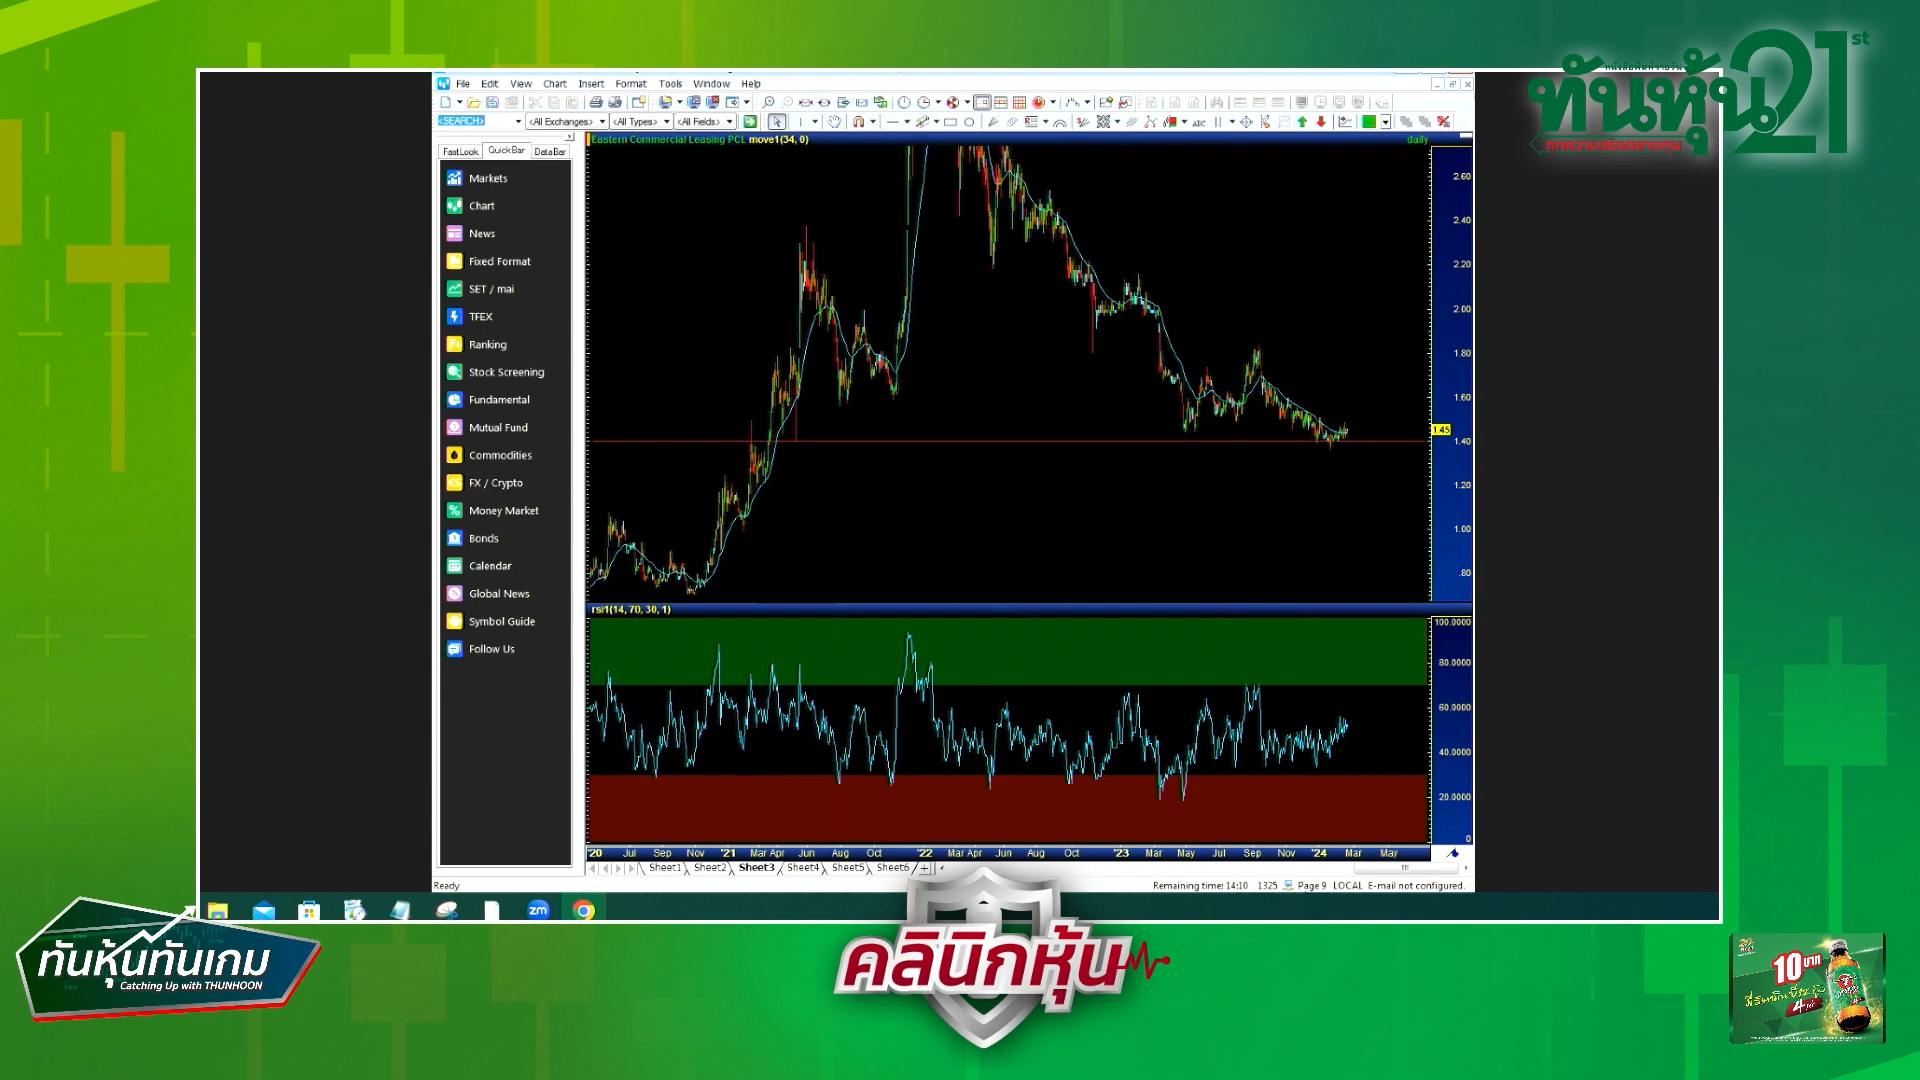 ทันหุ้น 21st
File Edit View Chart Insert Format Tools Window Help
<SEARCH> <All Exchanges> <All Types> <All Fields>
FastLook QuickBar DataBar
Eastern Commercial Leasing PCL move1(34, 0) daily
Markets
Chart
News
Fixed Format
SET / mai
TFEX
Ranking
Stock Screening
Fundamental
Mutual Fund
Commodities
FX / Crypto
Money Market
Bonds
Calendar
Global News
Symbol Guide
Follow Us
2.60
2.40
2.20
2.00
1.80
1.60
1.45
1.40
1.20
1.00
.80
rsi1(14, 70, 30, 1)
100.0000
80.0000
60.0000
40.0000
20.0000
0
'20 Jul Sep Nov '21 Mar Apr Jun Aug Oct '22 Mar Apr Jun Aug Oct '23 Mar May Jul Sep Nov '24 Mar May
Sheet1 Sheet2 Sheet3 Sheet4 Sheet5 Sheet6
Ready Remaining time: 14:10 1325 Page 9 LOCAL E-mail not configured.
zm
ทันหุ้นทันเกม
Catching Up with THUNHOON
คลินิกหุ้น
10 บาท